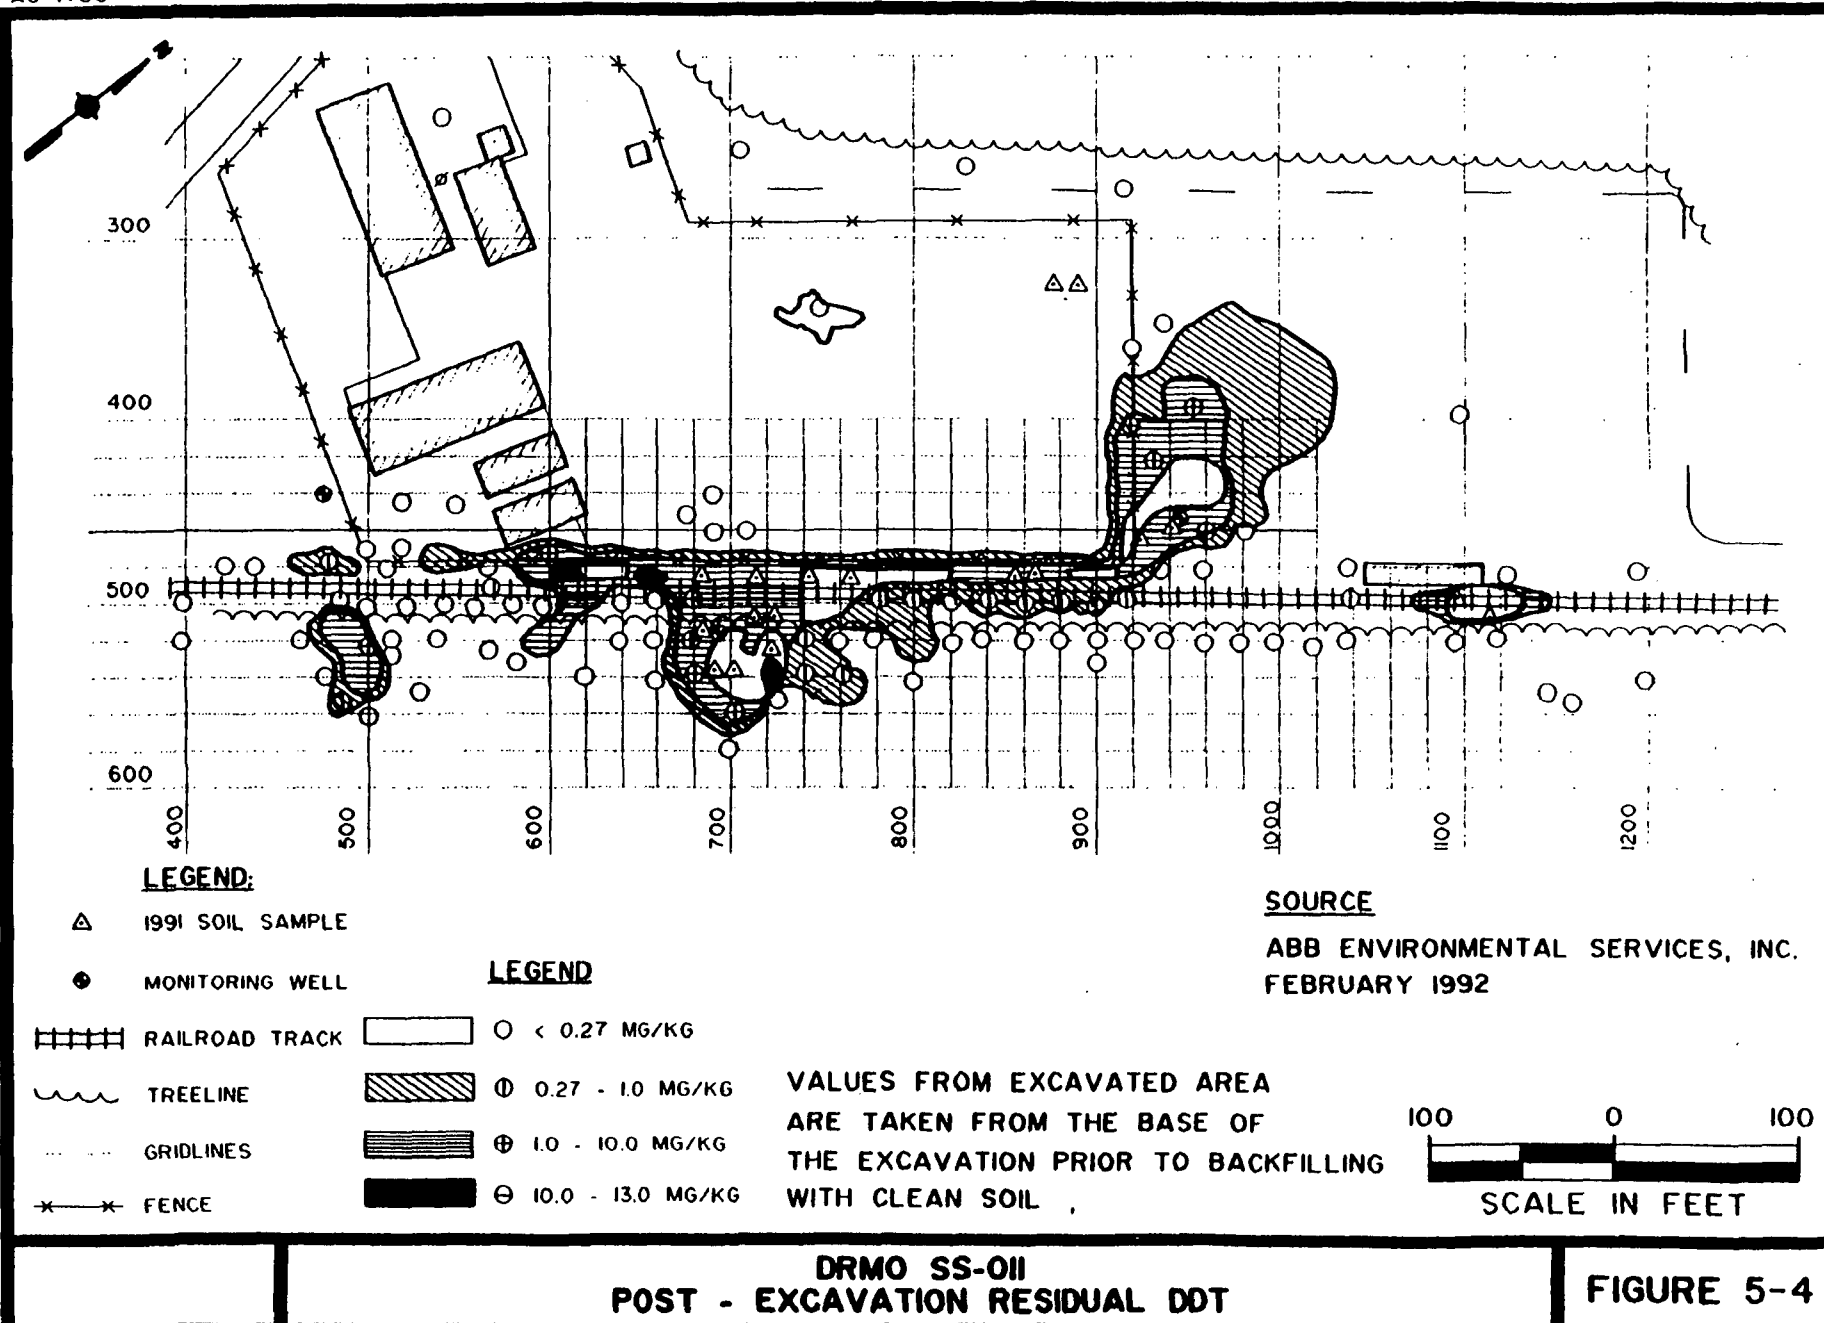 N
300
400
500
600
400
500
600
700
800
900
1000
1100
1200
LEGEND:
1991 SOIL SAMPLE
MONITORING WELL
RAILROAD TRACK
TREELINE
GRIDLINES
FENCE
LEGEND
< 0.27 MG/KG
0.27 - 1.0 MG/KG
1.0 - 10.0 MG/KG
10.0 - 13.0 MG/KG
SOURCE
ABB ENVIRONMENTAL SERVICES, INC.
FEBRUARY 1992
VALUES FROM EXCAVATED AREA
ARE TAKEN FROM THE BASE OF
THE EXCAVATION PRIOR TO BACKFILLING
WITH CLEAN SOIL
100 0 100
SCALE IN FEET
DRMO SS-011
POST - EXCAVATION RESIDUAL DDT
FIGURE 5-4